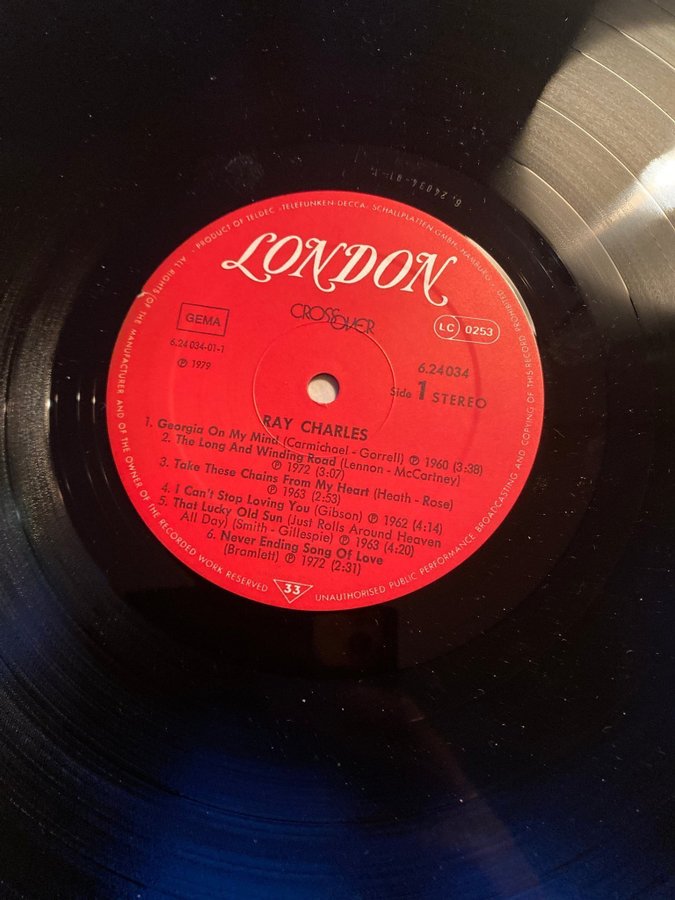 6.24034-01-1
PRODUCT OF TELDEC ·TELEFUNKEN-DECCA· SCHALLPLATTEN-GMBH·HAMBURG
ALL RIGHTS OF THE MANUFACTURER AND OF THE OWNER OF THE RECORDED WORK RESERVED
UNAUTHORISED PUBLIC PERFORMANCE BROADCASTING AND COPYING OF THIS RECORD PROHIBITED
LONDON
CROSSOVER
GEMA
LC 0253
6.24 034-01-1
℗ 1979
6.24034
Side 1 STEREO
RAY CHARLES
1. Georgia On My Mind (Carmichael - Gorrell) ℗ 1960 (3:38)
2. The Long And Winding Road (Lennon - McCartney)
℗ 1972 (3:07)
3. Take These Chains From My Heart (Heath - Rose)
℗ 1963 (2:53)
4. I Can't Stop Loving You (Gibson) ℗ 1962 (4:14)
5. That Lucky Old Sun (Just Rolls Around Heaven
All Day) (Smith - Gillespie) ℗ 1963 (4:20)
6. Never Ending Song Of Love
(Bramlett) ℗ 1972 (2:31)
33